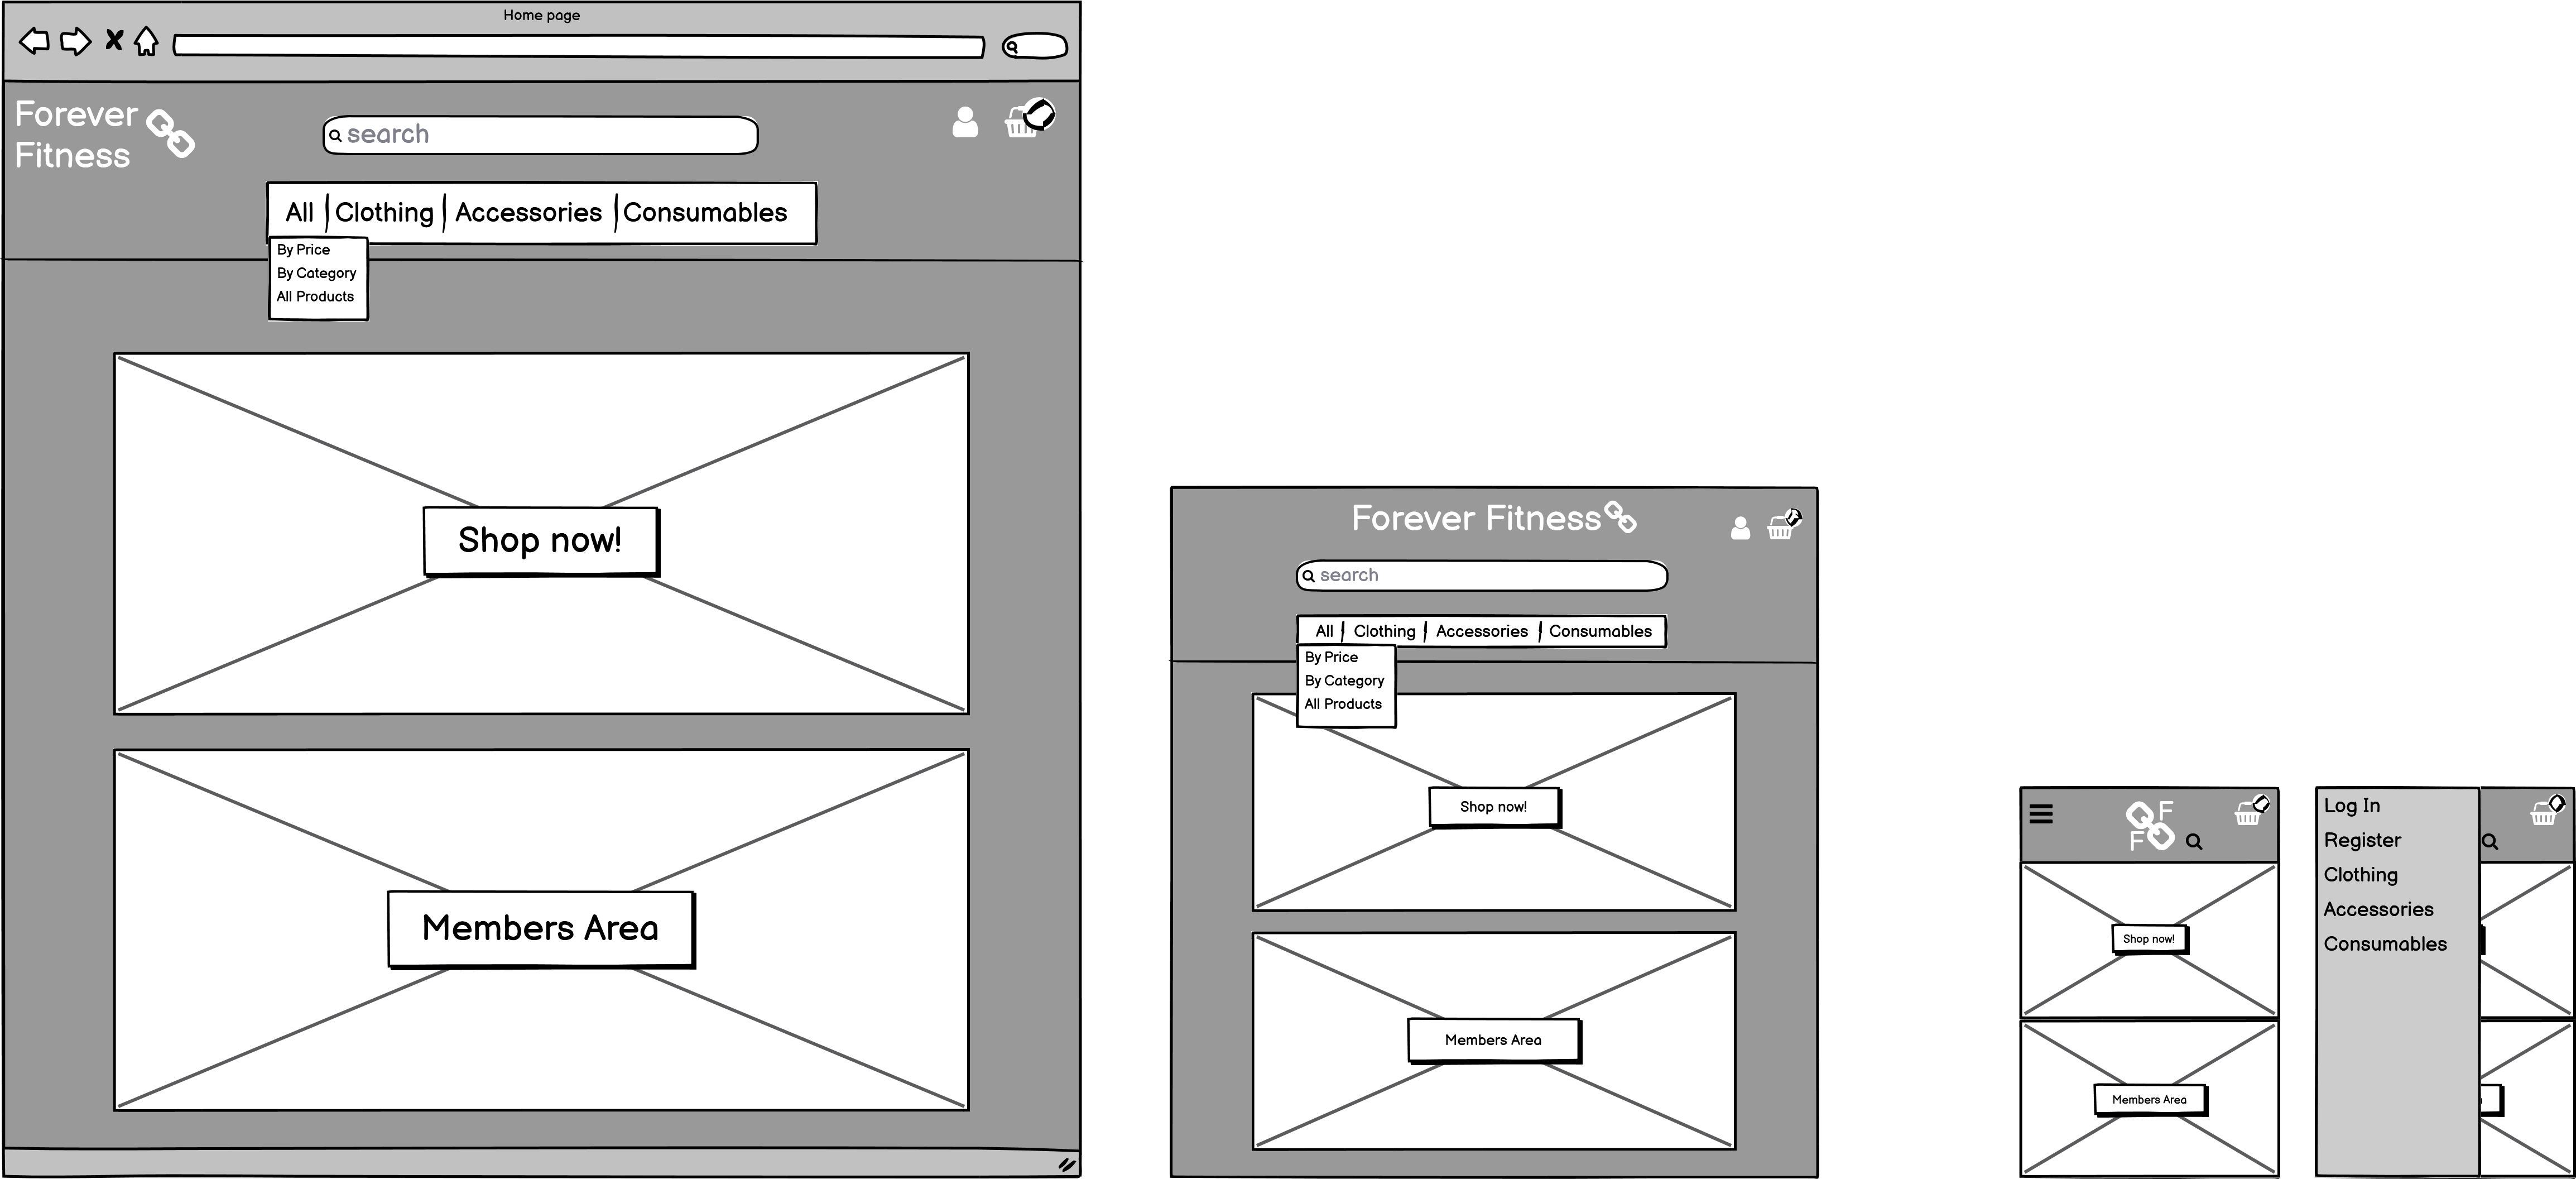 Home page
Forever
Fitness
search
All Clothing Accessories Consumables
By Price
By Category
All Products
Shop now!
Members Area
Forever Fitness
search
All Clothing Accessories Consumables
By Price
By Category
All Products
Shop now!
Members Area
F
F
Shop now!
Members Area
Log In
Register
Clothing
Accessories
Consumables